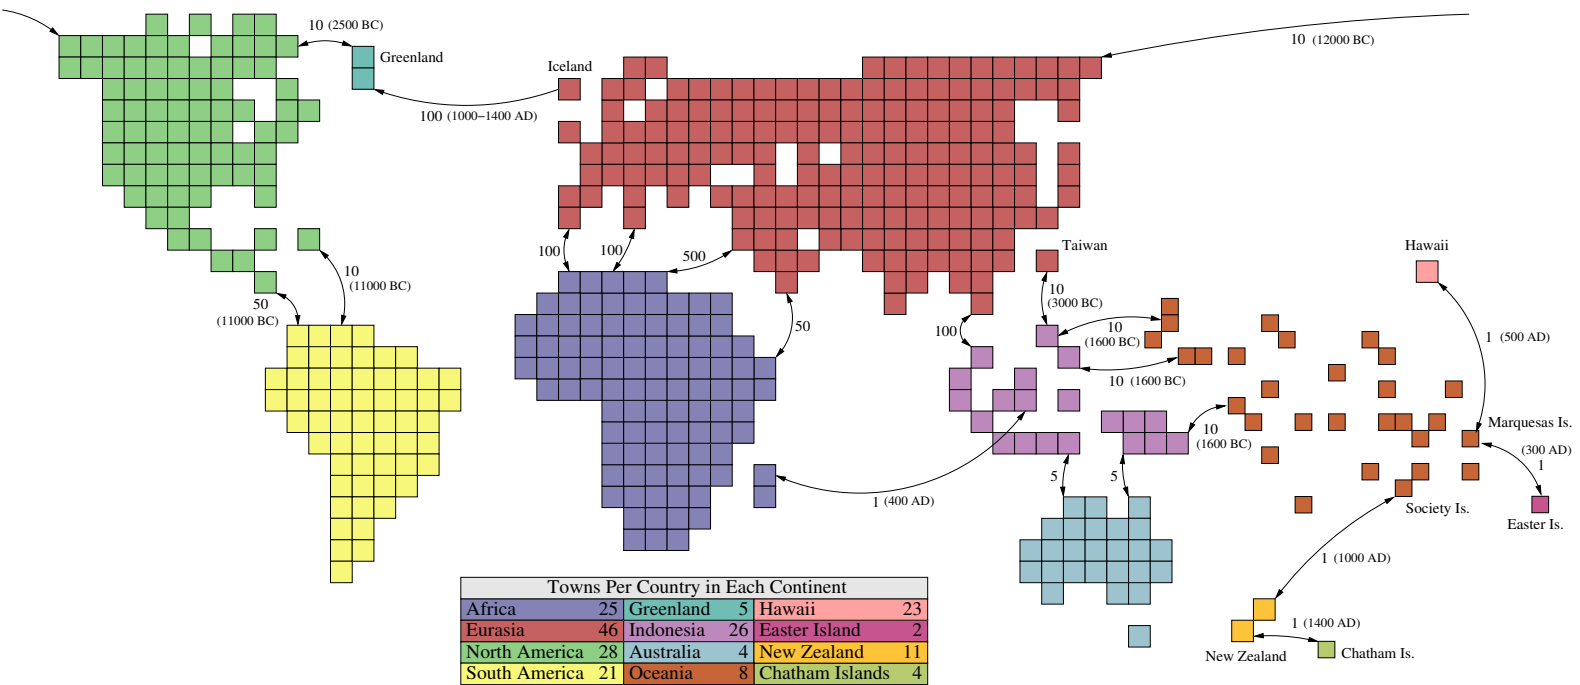 10 (2500 BC)
Greenland
Iceland
10 (12000 BC)
100 (1000–1400 AD)
100
100
500
Taiwan
Hawaii
10
(11000 BC)
50
(11000 BC)
10
(3000 BC)
50
100
10
(1600 BC)
1 (500 AD)
10 (1600 BC)
Marquesas Is.
10
(1600 BC)
(300 AD)
1
5
5
1 (400 AD)
Society Is.
Easter Is.
1 (1000 AD)
Towns Per Country in Each Continent
Africa 25 Greenland 5 Hawaii 23
Eurasia 46 Indonesia 26 Easter Island 2
North America 28 Australia 4 New Zealand 11
South America 21 Oceania 8 Chatham Islands 4
1 (1400 AD)
New Zealand
Chatham Is.